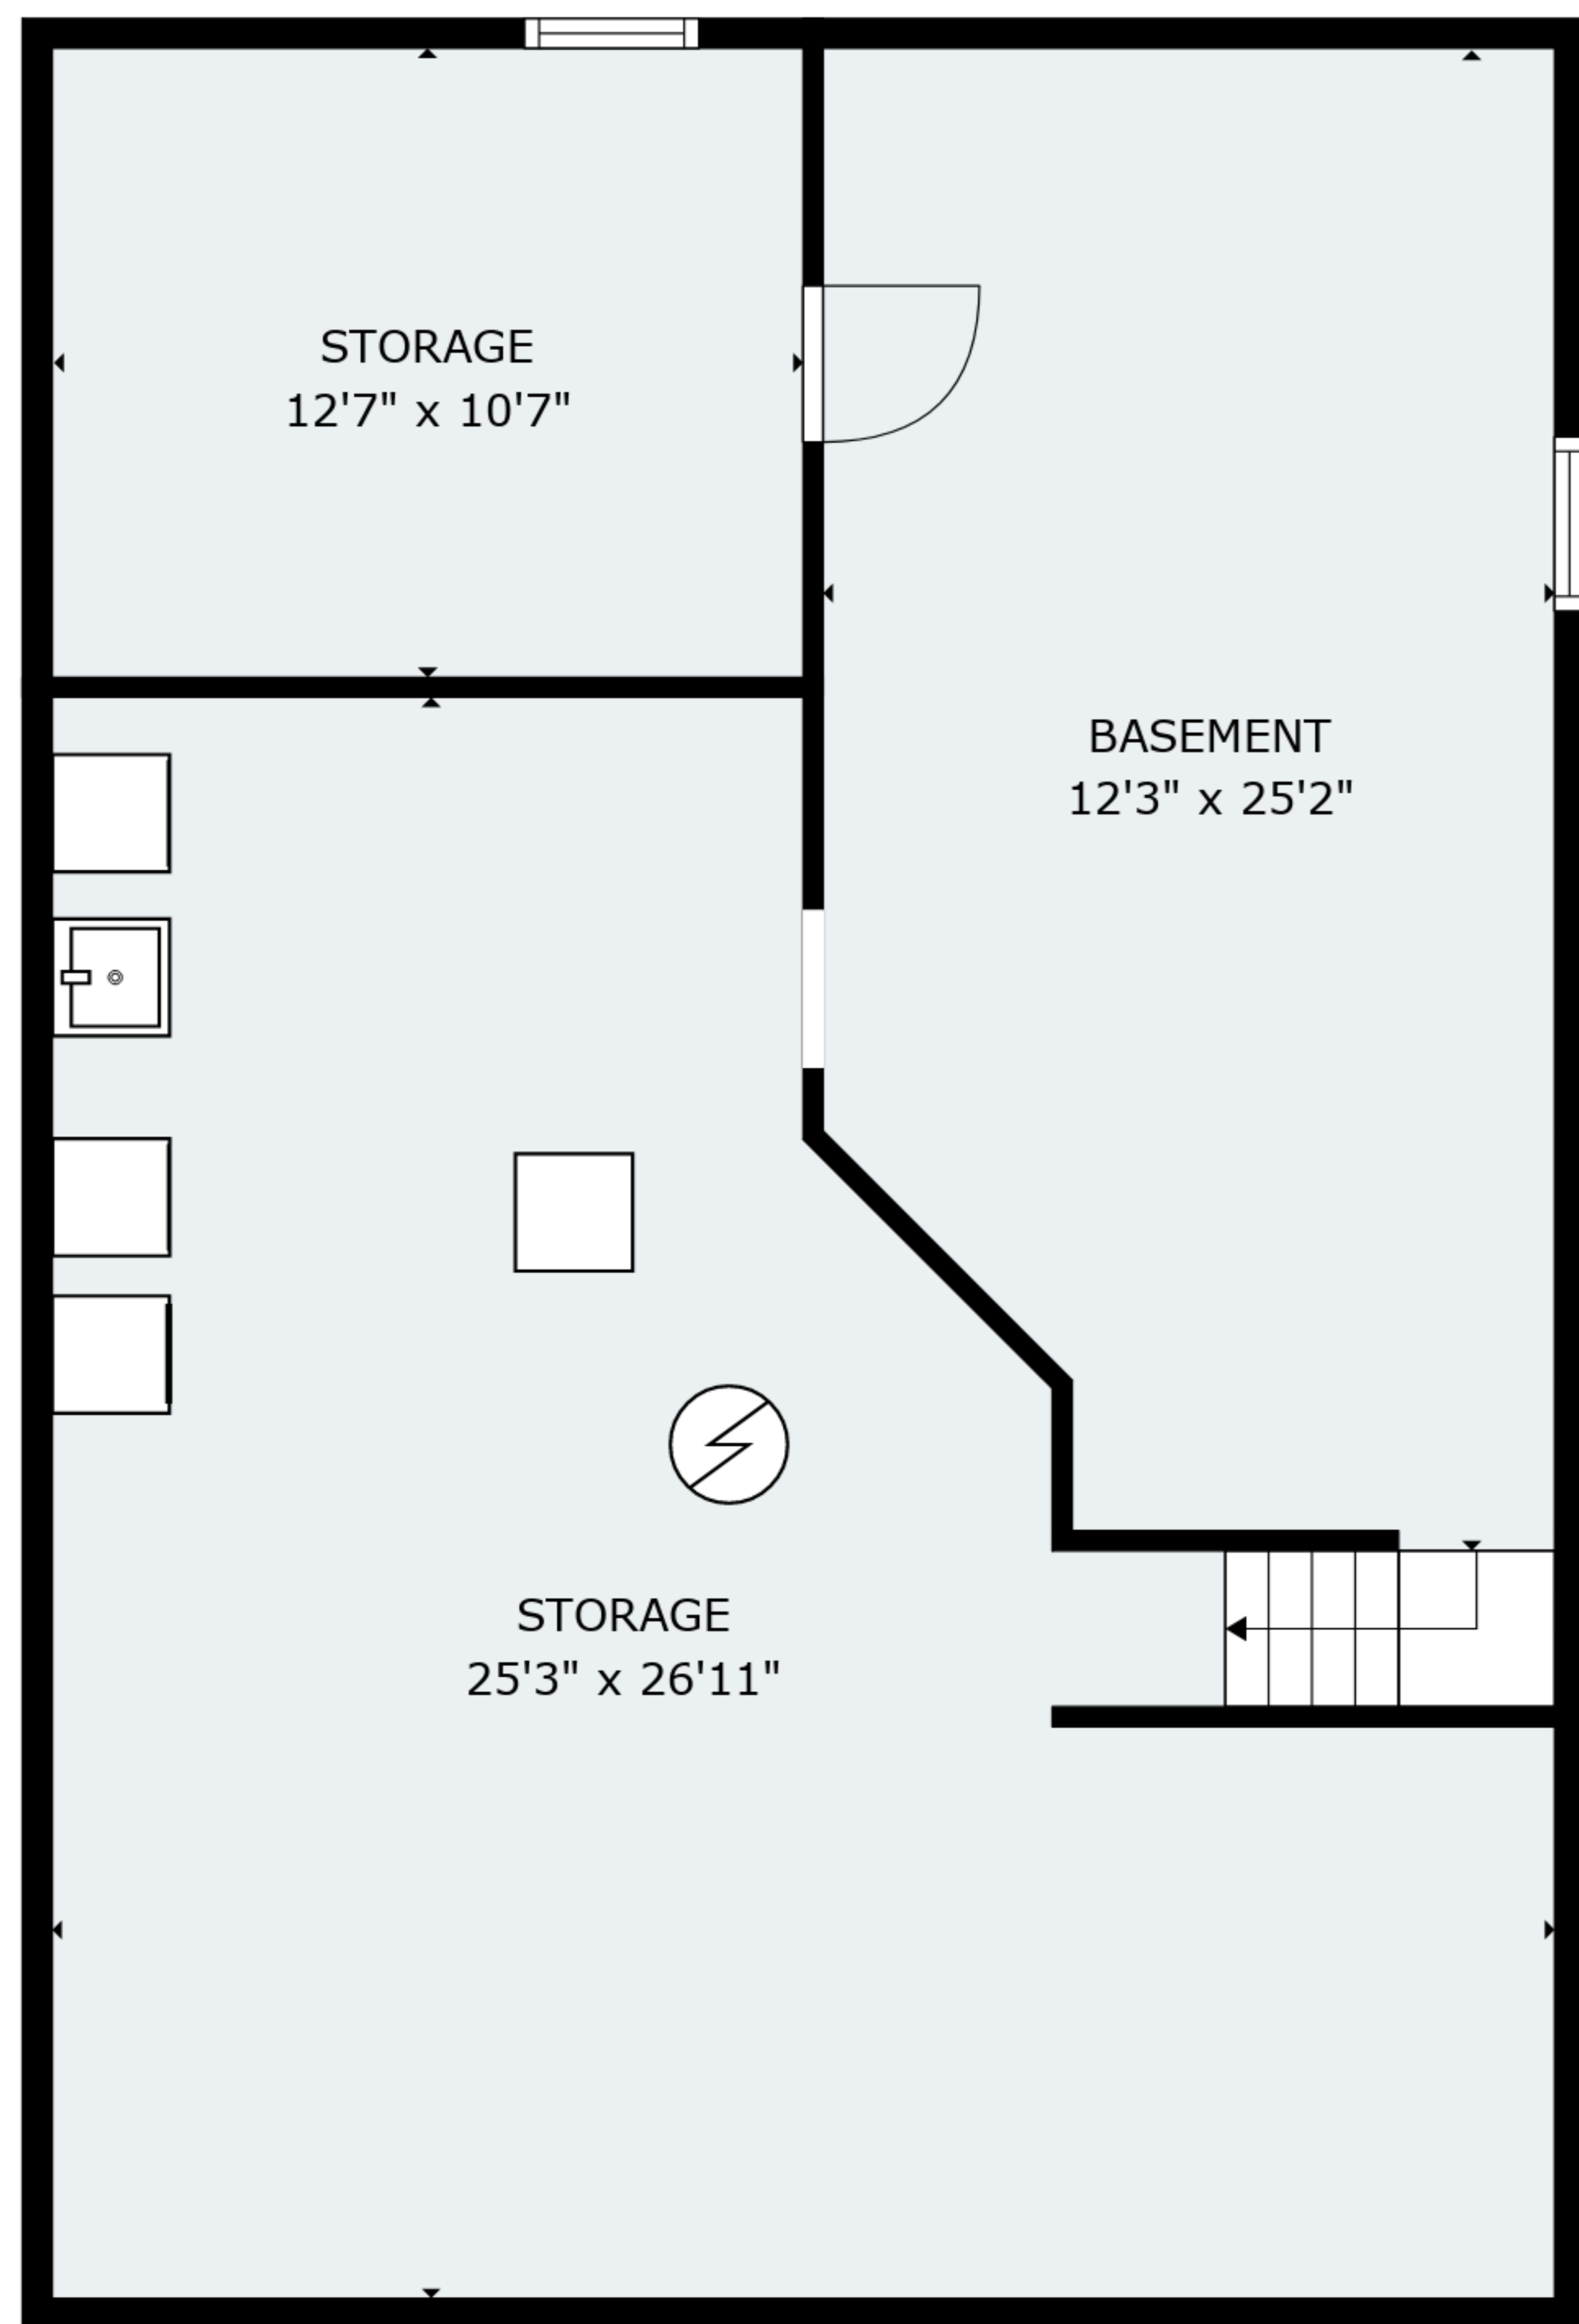 STORAGE
12'7" x 10'7"
BASEMENT
12'3" x 25'2"
STORAGE
25'3" x 26'11"